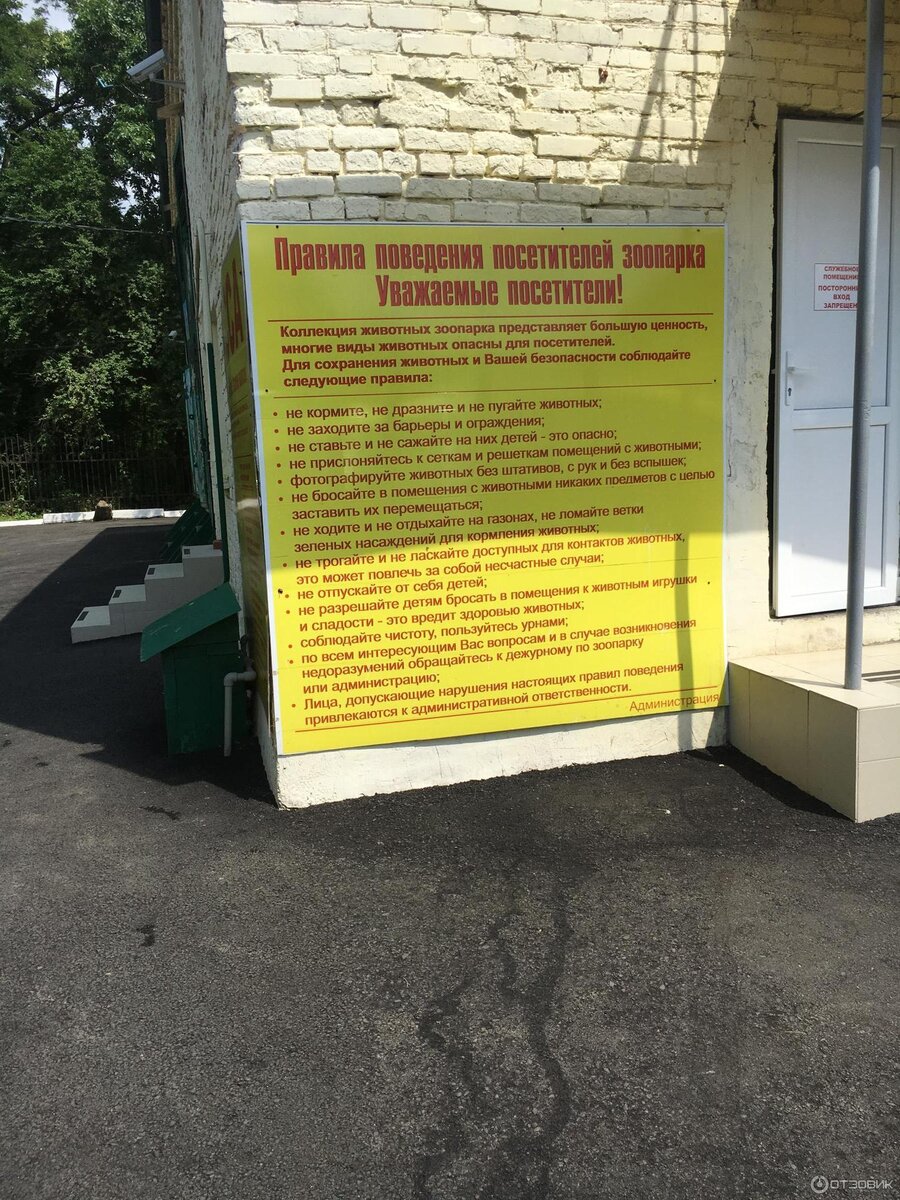 Правила поведения посетителей зоопарка
Уважаемые посетители!
Коллекция животных зоопарка представляет большую ценность,
многие виды животных опасны для посетителей.
Для сохранения животных и Вашей безопасности соблюдайте
следующие правила:
• не кормите, не дразните и не пугайте животных;
• не заходите за барьеры и ограждения;
• не ставьте и не сажайте на них детей - это опасно;
• не прислоняйтесь к сеткам и решеткам помещений с животными;
• фотографируйте животных без штативов, с рук и без вспышек;
• не бросайте в помещения с животными никаких предметов с целью
заставить их перемещаться;
• не ходите и не отдыхайте на газонах, не ломайте ветки
зеленых насаждений для кормления животных;
• не трогайте и не ласкайте доступных для контактов животных,
это может повлечь за собой несчастные случаи;
• не отпускайте от себя детей;
• не разрешайте детям бросать в помещения к животным игрушки
и сладости - это вредит здоровью животных;
• соблюдайте чистоту, пользуйтесь урнами;
• по всем интересующим Вас вопросам и в случае возникновения
недоразумений обращайтесь к дежурному по зоопарку
или администрацию;
• Лица, допускающие нарушения настоящих правил поведения
привлекаются к административной ответственности.
Администрация
СЛУЖЕБНОЕ
ПОМЕЩЕНИЕ
ПОСТОРОНН
ВХОД
ЗАПРЕЩЕН
ОТЗОВИК